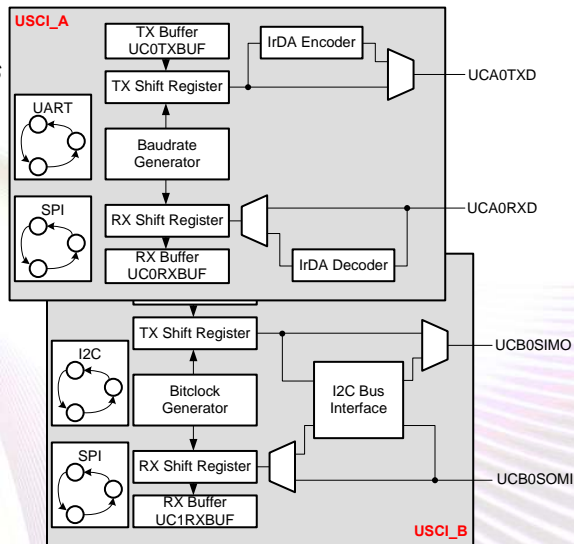 USCI_A
TX Buffer
UC0TXBUF
IrDA Encoder
TX Shift Register
UCA0TXD
UART
Baudrate
Generator
SPI
RX Shift Register
UCA0RXD
RX Buffer
UC0RXBUF
IrDA Decoder
TX Shift Register
UCB0SIMO
I2C
Bitclock
Generator
I2C Bus
Interface
SPI
RX Shift Register
UCB0SOMI
RX Buffer
UC1RXBUF
USCI_B